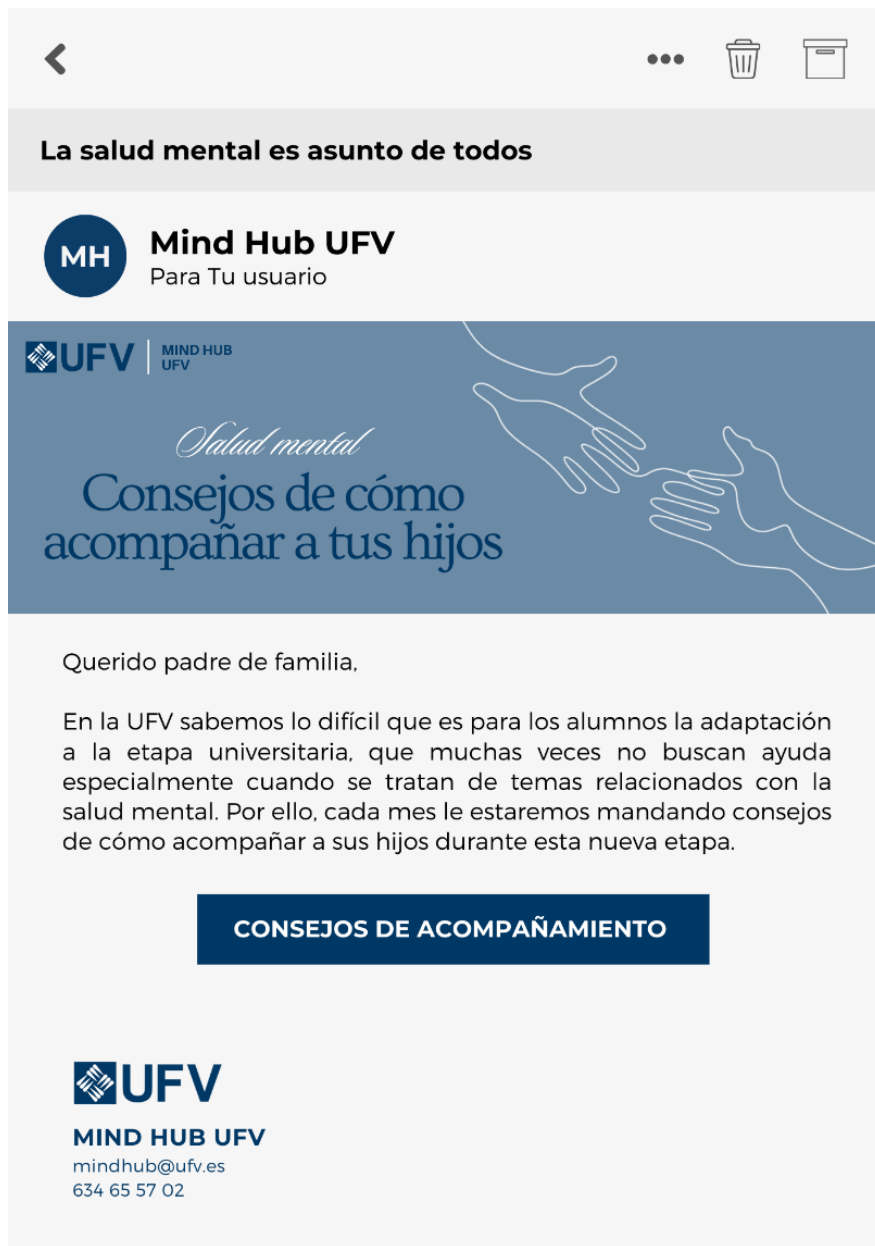 La salud mental es asunto de todos
MH
Mind Hub UFV
Para Tu usuario
UFV
MIND HUB
UFV
Salud mental
Consejos de cómo
acompañar a tus hijos
Querido padre de familia,
En la UFV sabemos lo difícil que es para los alumnos la adaptación
a la etapa universitaria, que muchas veces no buscan ayuda
especialmente cuando se tratan de temas relacionados con la
salud mental. Por ello, cada mes le estaremos mandando consejos
de cómo acompañar a sus hijos durante esta nueva etapa.
CONSEJOS DE ACOMPAÑAMIENTO
UFV
MIND HUB UFV
mindhub@ufv.es
634 65 57 02